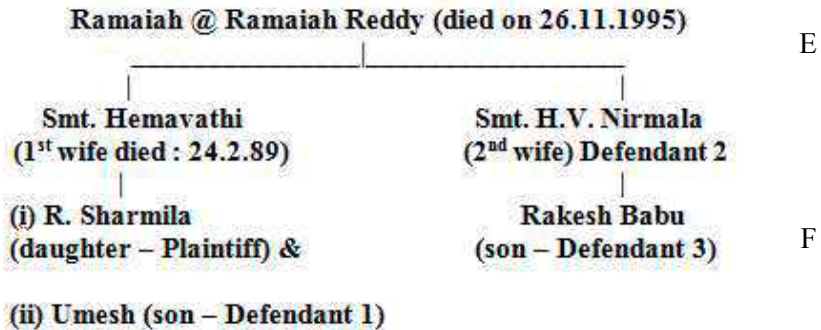 Ramaiah @ Ramaiah Reddy (died on 26.11.1995)
E
Smt. Hemavathi
(1st wife died : 24.2.89)
Smt. H.V. Nirmala
(2nd wife) Defendant 2
(i) R. Sharmila
(daughter – Plaintiff) &
Rakesh Babu
(son – Defendant 3)
F
(ii) Umesh (son – Defendant 1)